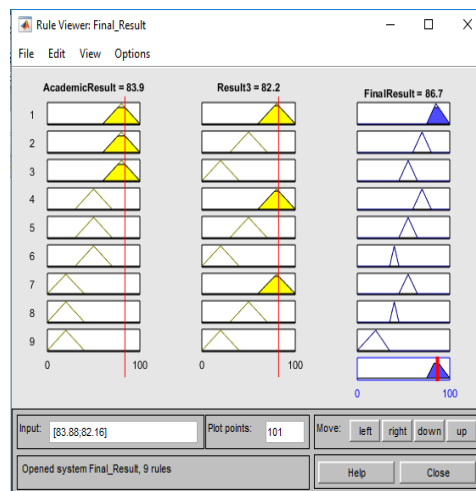 Rule Viewer: Final_Result
File Edit View Options
AcademicResult = 83.9 Result3 = 82.2 FinalResult = 86.7
1
2
3
4
5
6
7
8
9
0 100 0 100
0 100
Input: [83.88;82.16] Plot points: 101 Move: left right down up
Opened system Final_Result, 9 rules Help Close